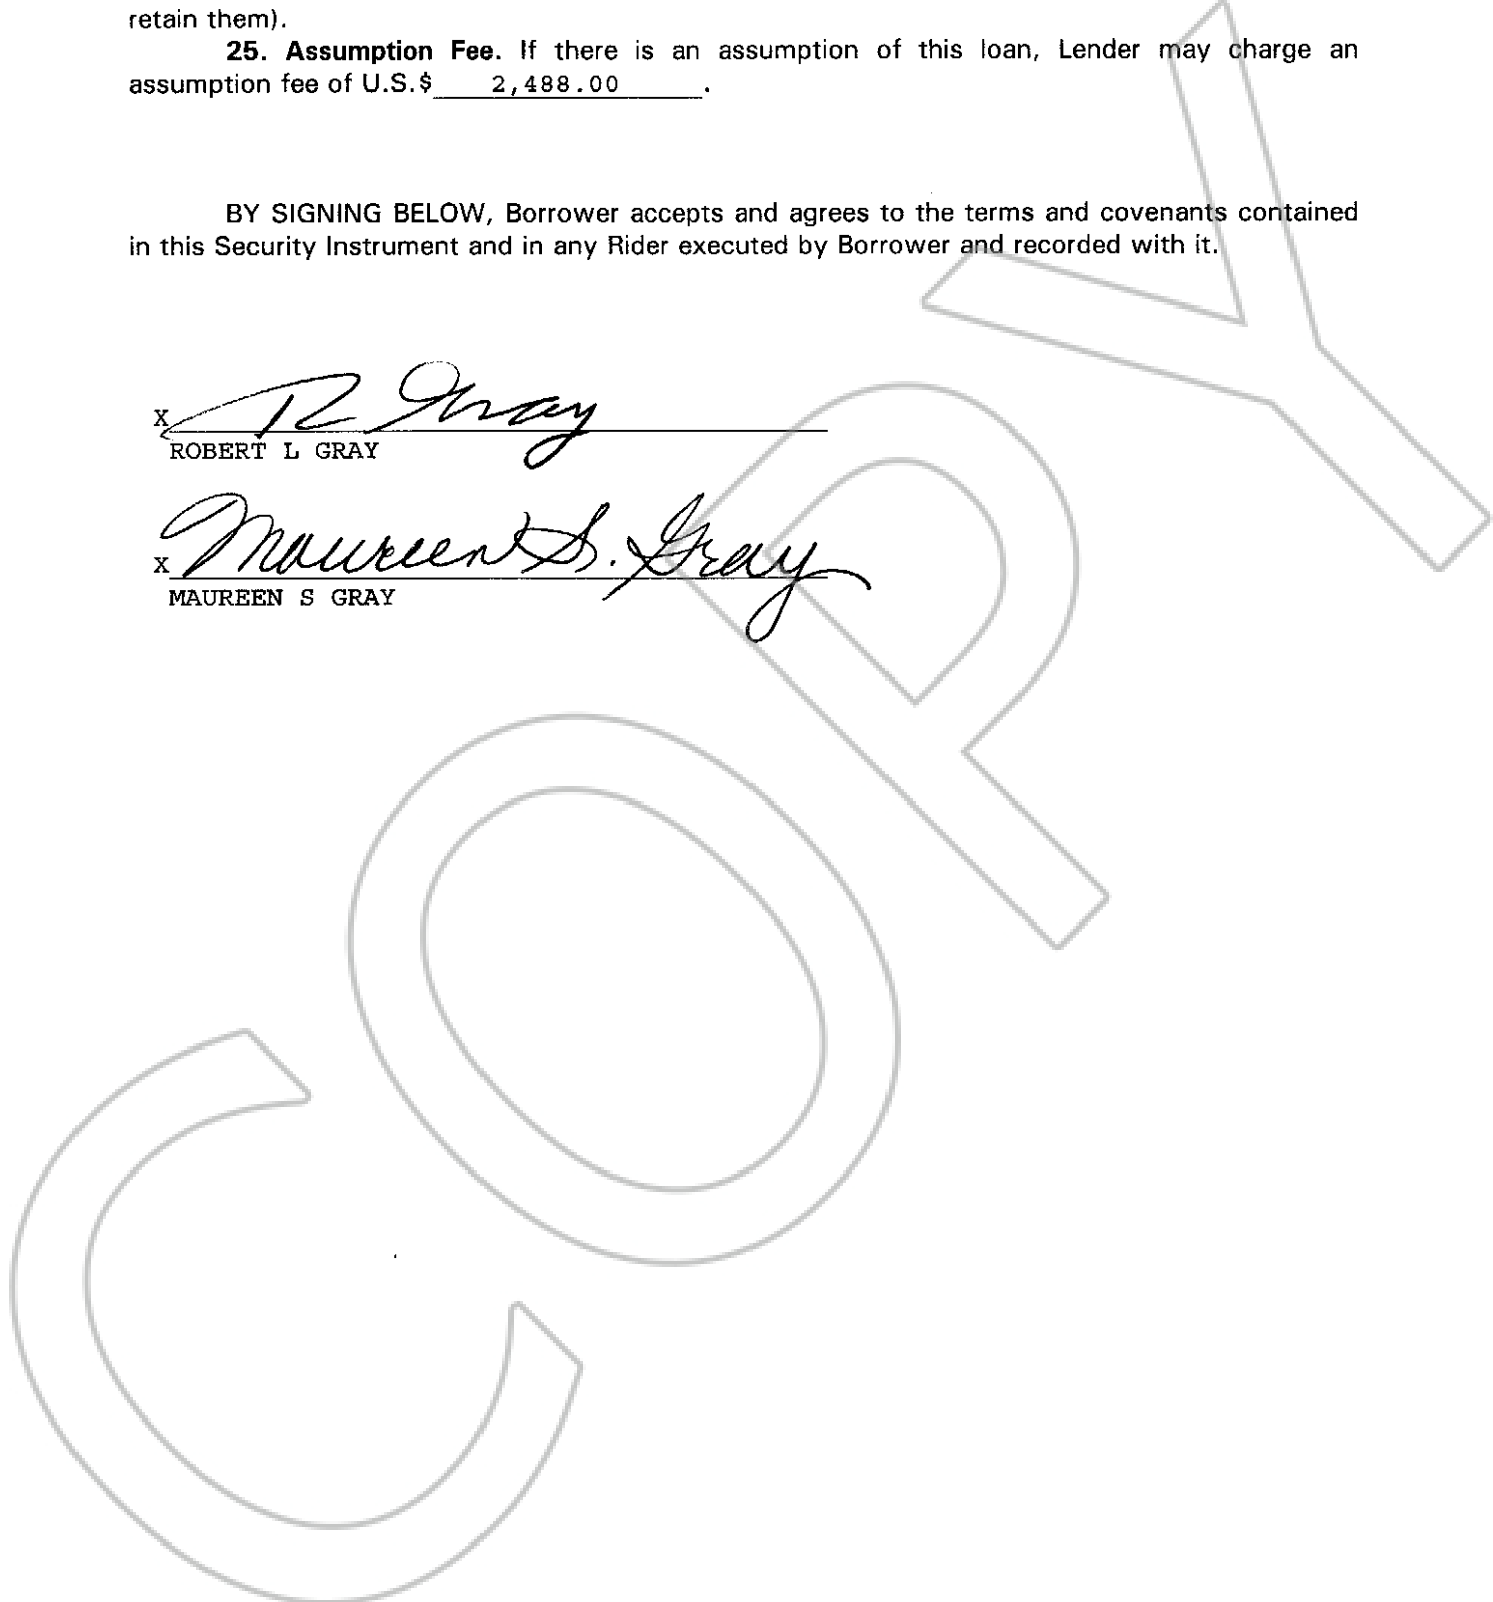 retain them).
25. Assumption Fee. If there is an assumption of this loan, Lender may charge an
assumption fee of U.S.$ 2,488.00 .
BY SIGNING BELOW, Borrower accepts and agrees to the terms and covenants contained
in this Security Instrument and in any Rider executed by Borrower and recorded with it.
X R Gray
ROBERT L GRAY
X Maureen S. Gray
MAUREEN S GRAY
COPY